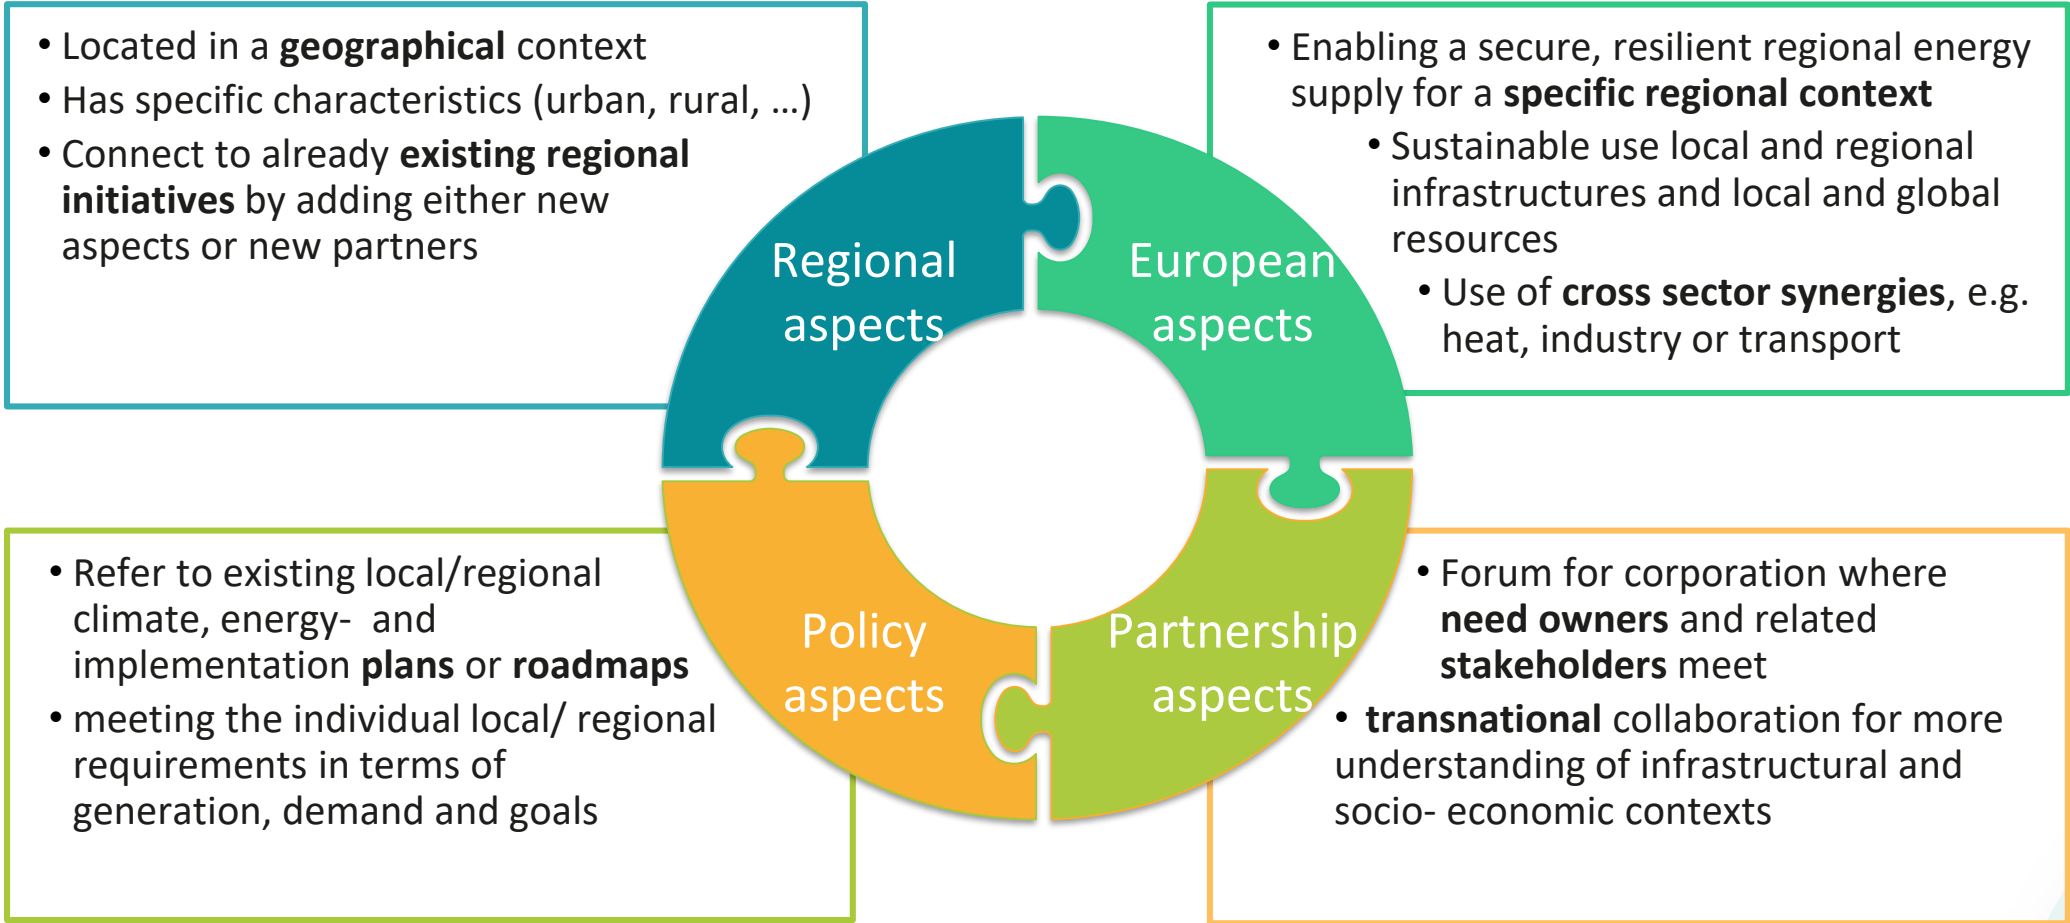 • Located in a geographical context
• Has specific characteristics (urban, rural, ...)
• Connect to already existing regional
initiatives by adding either new
aspects or new partners
• Enabling a secure, resilient regional energy
supply for a specific regional context
• Sustainable use local and regional
infrastructures and local and global
resources
• Use of cross sector synergies, e.g.
heat, industry or transport
Regional
aspects
European
aspects
Policy
aspects
Partnership
aspects
• Refer to existing local/regional
climate, energy- and
implementation plans or roadmaps
• meeting the individual local/ regional
requirements in terms of
generation, demand and goals
• Forum for corporation where
need owners and related
stakeholders meet
• transnational collaboration for more
understanding of infrastructural and
socio- economic contexts